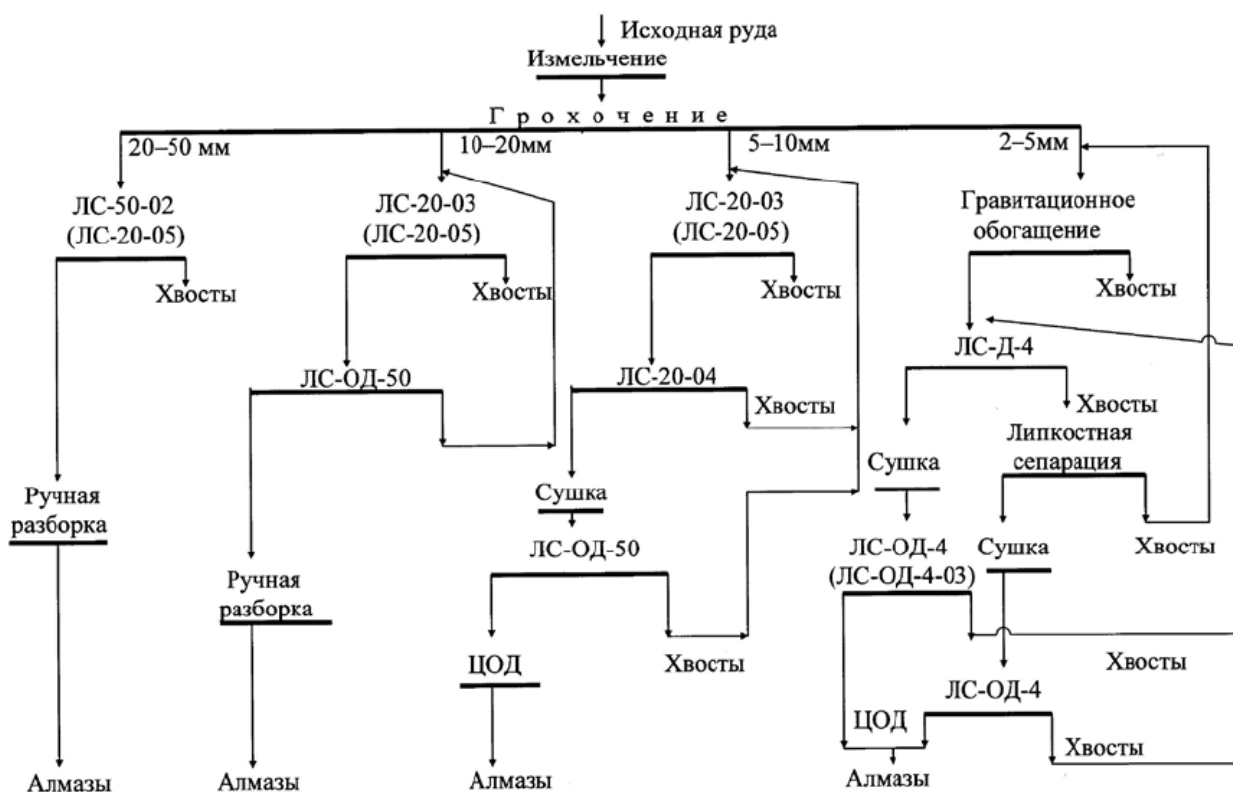 Исходная руда
Измельчение
Грохочение
20–50 мм
10–20мм
5–10мм
2–5мм
ЛС-50-02
(ЛС-20-05)
Хвосты
ЛС-20-03
(ЛС-20-05)
Хвосты
ЛС-20-03
(ЛС-20-05)
Хвосты
Гравитационное
обогащение
Хвосты
ЛС-ОД-50
ЛС-20-04
Хвосты
ЛС-Д-4
Хвосты
Липкостная
сепарация
Хвосты
Ручная
разборка
Сушка
Сушка
ЛС-ОД-50
Хвосты
ЛС-ОД-4
(ЛС-ОД-4-03)
Сушка
Хвосты
Ручная
разборка
ЦОД
ЛС-ОД-4
ЦОД
Хвосты
Алмазы
Алмазы
Алмазы
Алмазы